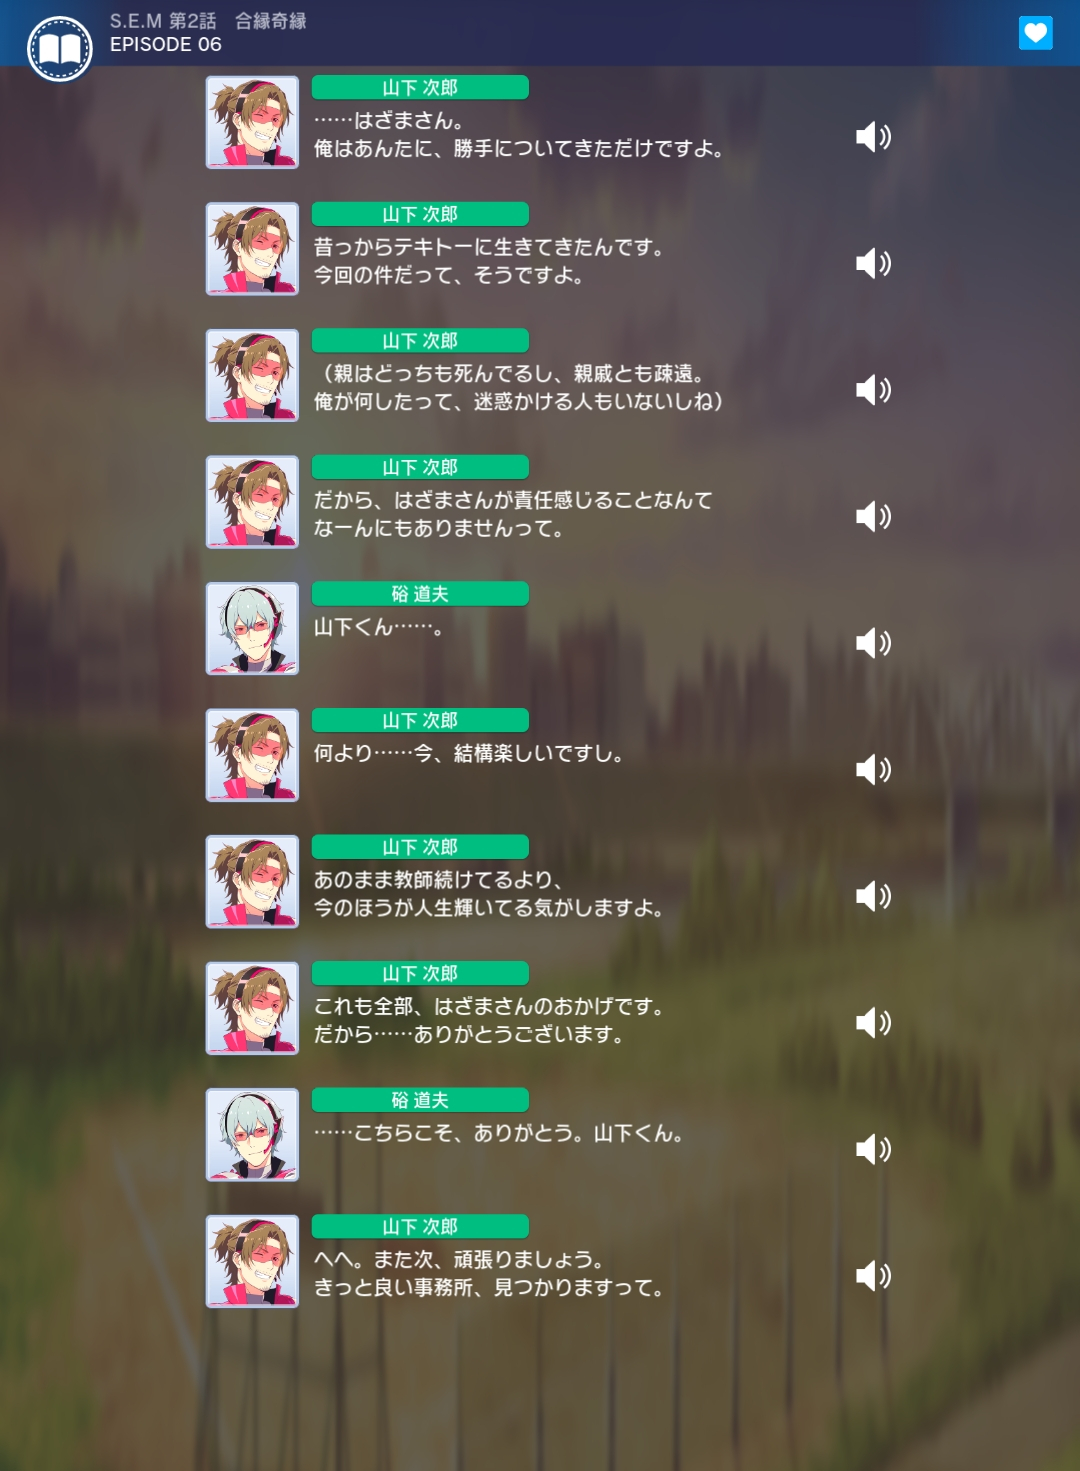 S.E.M 第2話　合縁奇縁
EPISODE 06
山下 次郎
……はざまさん。
俺はあんたに、勝手についてきただけですよ。
山下 次郎
昔っからテキトーに生きてきたんです。
今回の件だって、そうですよ。
山下 次郎
（親はどっちも死んでるし、親戚とも疎遠。
俺が何したって、迷惑かける人もいないしね）
山下 次郎
だから、はざまさんが責任感じることなんて
なーんにもありませんって。
硲 道夫
山下くん……。
山下 次郎
何より……今、結構楽しいですし。
山下 次郎
あのまま教師続けてるより、
今のほうが人生輝いてる気がしますよ。
山下 次郎
これも全部、はざまさんのおかげです。
だから……ありがとうございます。
硲 道夫
……こちらこそ、ありがとう。山下くん。
山下 次郎
へへ。また次、頑張りましょう。
きっと良い事務所、見つかりますって。